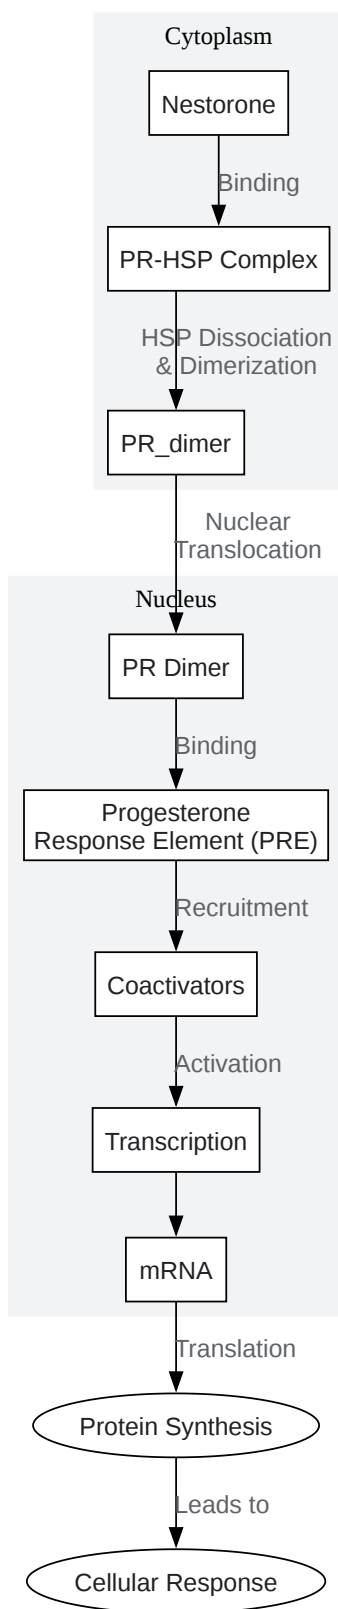 Cytoplasm
Nestorone
Binding
PR-HSP Complex
HSP Dissociation
& Dimerization
PR_dimer
Nuclear
Translocation
Nucleus
PR Dimer
Binding
Progesterone
Response Element (PRE)
Recruitment
Coactivators
Activation
Transcription
mRNA
Translation
Protein Synthesis
Leads to
Cellular Response